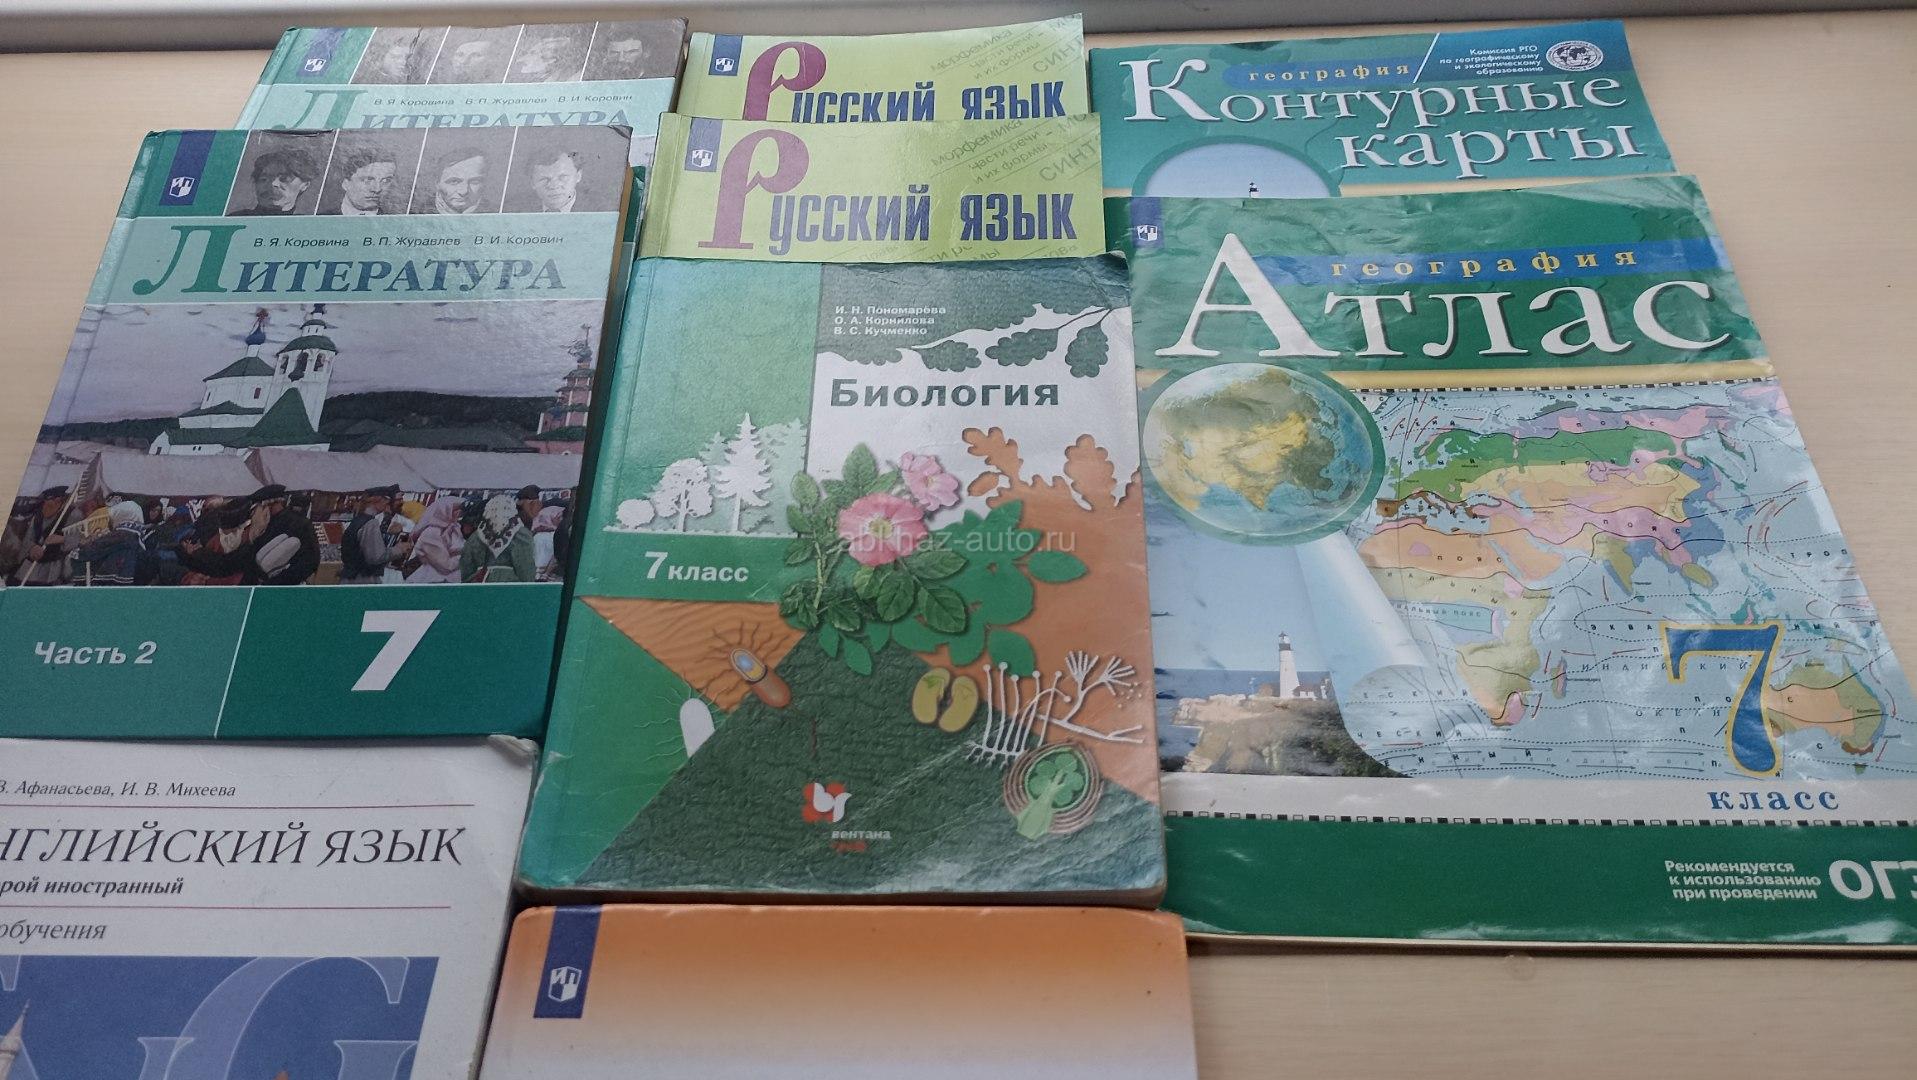 В. Я. Коровина В. П. Журавлев В. И. Коровин
ЛИТЕРАТУРА
В. Я. Коровина В. П. Журавлев В. И. Коровин
ЛИТЕРАТУРА
Часть 2
7
Морфемика
Части речи
и их формы
СИНТ
Русский язык
Морфемика
Части речи
и их формы
СИНТ
Русский язык
И. Н. Пономарёва
О. А. Корнилова
В. С. Кучменко
Биология
7 класс
вентана
граф
abkhaz-auto.ru
география
Комиссия РГО
по географическому
и экологическому
образованию
Контурные
карты
география
Атлас
7
класс
Рекомендуется
к использованию
при проведении
ОГЭ
В. Афанасьева, И. В. Михеева
НГЛИЙСКИЙ ЯЗЫК
рой иностранный
обучения